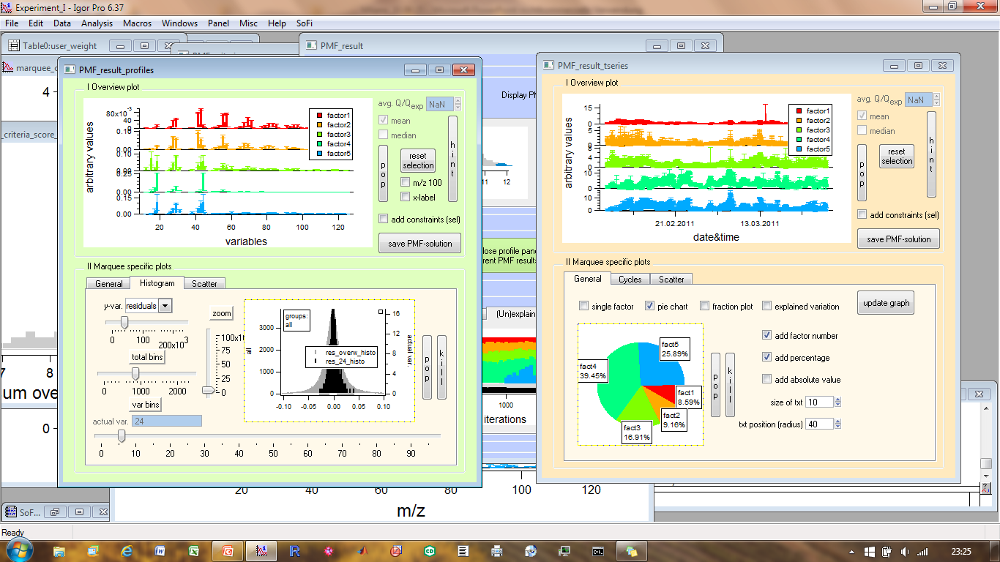 Experiment_I - Igor Pro 6.37
File Edit Data Analysis Macros Windows Panel Misc Help SoFi
Table0:user_weight
PMF_result
marquee_c
4
_criteria_score_
7 8
um ove
0
Display PM
11 12
lose profile pane
rent PMF results
(Un)explain
1000
iterations
20 40 60 80 100 120
m/z
PMF_result_profiles
I Overview plot
arbitrary values
80x10-3
40
0
0.10
0.00
0.10
0.00
0.25
0.00
0.15
0.00
factor1
factor2
factor3
factor4
factor5
20 40 60 80 100 120
variables
avg. Q/Qexp NaN
mean
median
pop
reset
selection
hint
m/z 100
x-label
add constraints (sel)
save PMF-solution
II Marquee specific plots
General Histogram Scatter
y-var. residuals
0 100 200x103
total bins
0 1000 2000
var bins
zoom
100x1
75
50
25
0
groups:
all
all
3000
2000
1000
0
res_overw_histo
res_24_histo
16
12
8
4
0
actual var.
-0.10 -0.05 0.00 0.05 0.10
pop
kill
actual var. 24
0 10 20 30 40 50 60 70 80 90
PMF_result_tseries
I Overview plot
arbitrary values
15
0
5
0
8
4
0
10
0
10
0
factor1
factor2
factor3
factor4
factor5
21.02.2011 13.03.2011
date&time
avg. Q/Qexp NaN
mean
median
pop
reset
selection
hint
add constraints (sel)
save PMF-solution
II Marquee specific plots
General Cycles Scatter
single factor pie chart fraction plot explained variation
update graph
fact5
25.89%
fact4
39.45%
fact1
8.59%
fact2
9.16%
fact3
16.91%
pop
kill
add factor number
add percentage
add absolute value
size of txt 10
txt position (radius) 40
SoF...
Ready
23:25